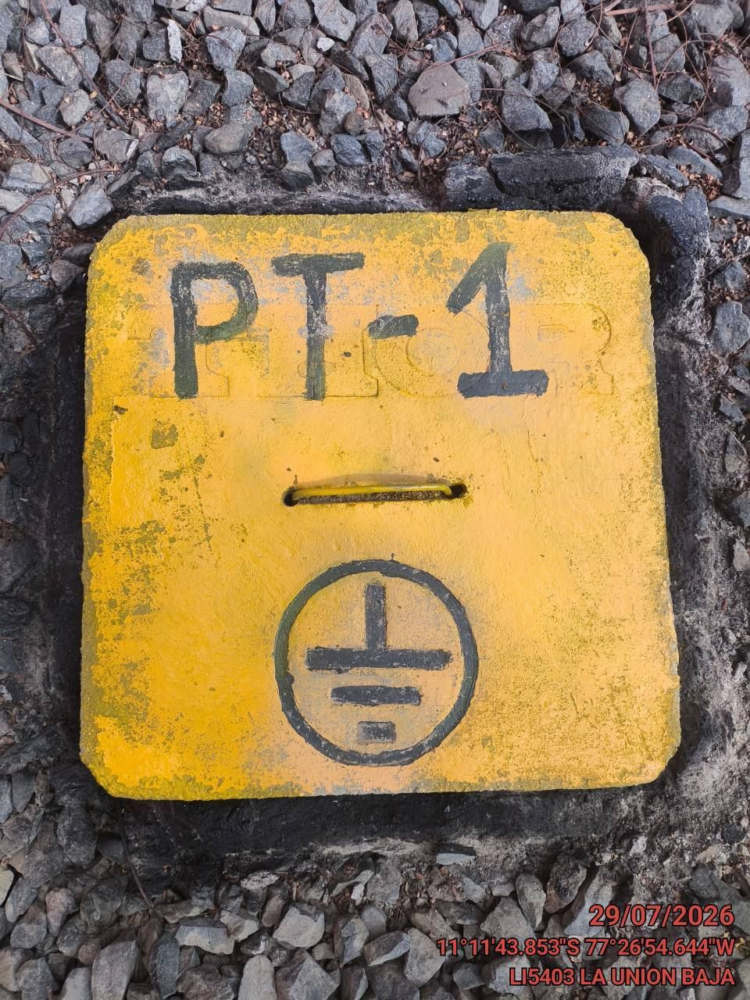 PT-1
29/07/2026
11°11'43.853"S 77°26'54.644"W
LI5403 LA UNION BAJA